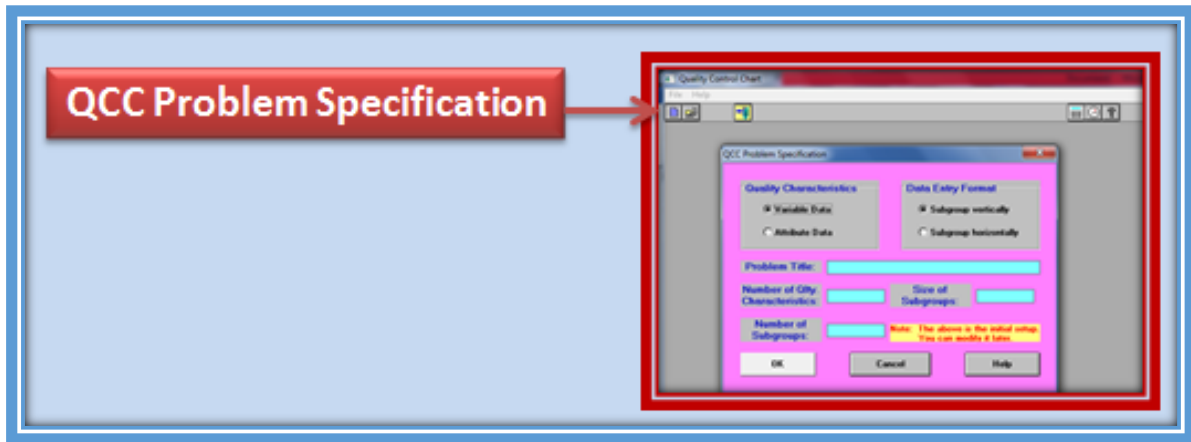 QCC Problem Specification
Quality Control Chart
File Help
QCC Problem Specification
Quality Characteristics
Data Entry Format
Variable Data
Subgroup vertically
Attribute Data
Subgroup horizontally
Problem Title:
Number of Qlty
Characteristics:
Size of
Subgroups:
Number of
Subgroups:
Note: The above is the initial setup.
You can modify it later.
OK
Cancel
Help